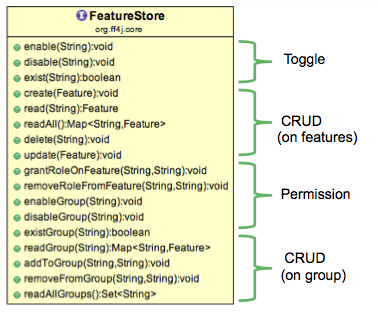 I FeatureStore
org.ff4j.core
enable(String):void
disable(String):void
exist(String):boolean
create(Feature):void
read(String):Feature
readAll():Map<String,Feature>
delete(String):void
update(Feature):void
grantRoleOnFeature(String,String):void
removeRoleFromFeature(String,String):void
enableGroup(String):void
disableGroup(String):void
existGroup(String):boolean
readGroup(String):Map<String,Feature>
addToGroup(String,String):void
removeFromGroup(String,String):void
readAllGroups():Set<String>
Toggle
CRUD
(on features)
Permission
CRUD
(on group)